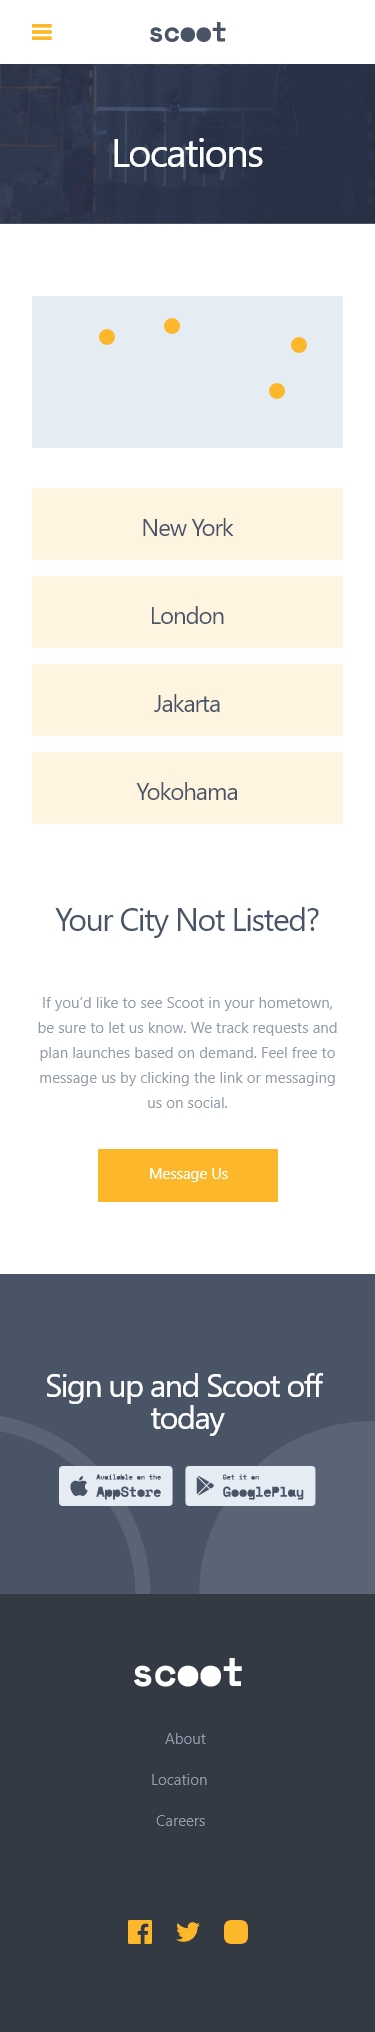 scoot
Locations
New York
London
Jakarta
Yokohama
Your City Not Listed?
If you’d like to see Scoot in your hometown,
be sure to let us know. We track requests and
plan launches based on demand. Feel free to
message us by clicking the link or messaging
us on social.
Message Us
Sign up and Scoot off
today
Available on the
AppStore
Get it on
GooglePlay
scoot
About
Location
Careers